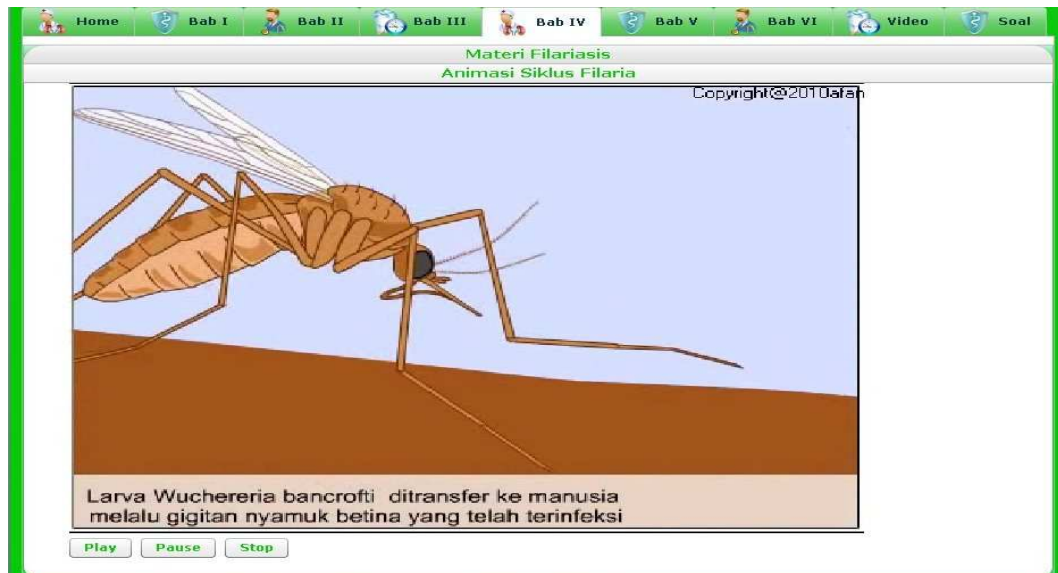 Home Bab I Bab II Bab III Bab IV Bab V Bab VI Video Soal
Materi Filariasis
Animasi Siklus Filaria
Copyright@2010afan
Larva Wuchereria bancrofti ditransfer ke manusia
melalu gigitan nyamuk betina yang telah terinfeksi
Play Pause Stop